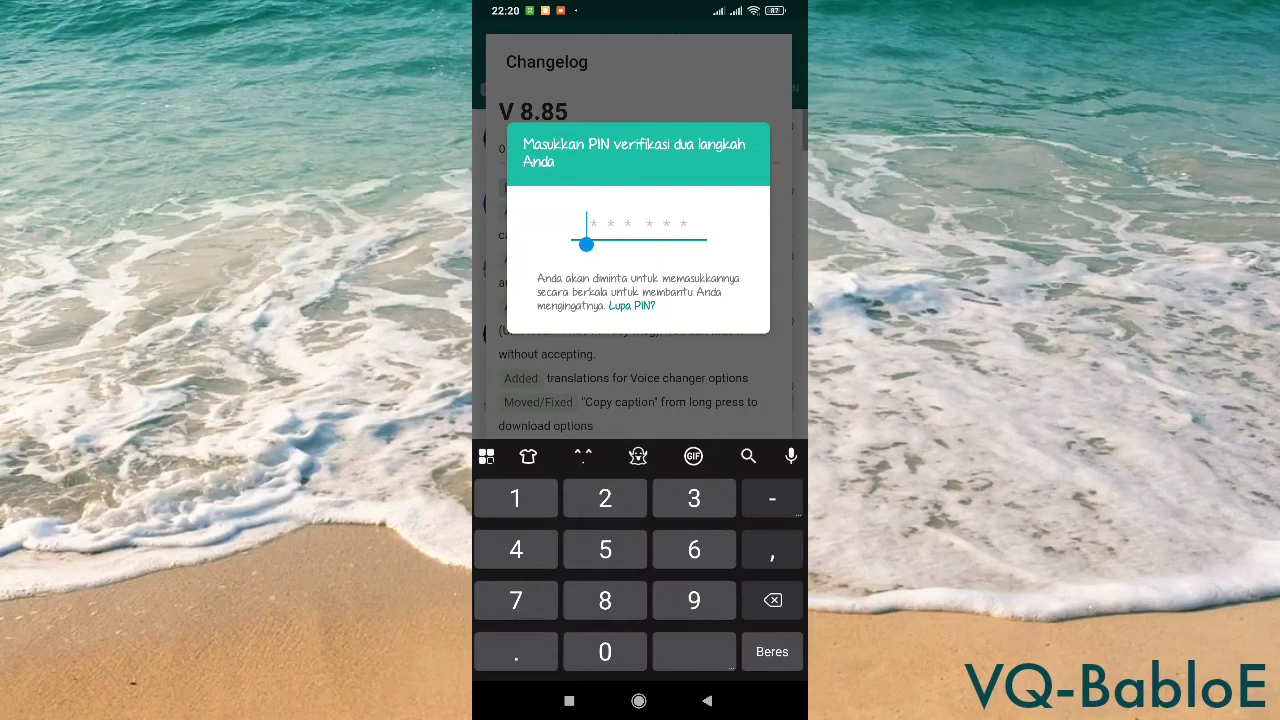 22:20
87
Changelog
V 8.85
Masukkan PIN verifikasi dua langkah
Anda
* * * * * *
Anda akan diminta untuk memasukkannya
secara berkala untuk membantu Anda
mengingatnya. Lupa PIN?
without accepting.
Added translations for Voice changer options
Moved/Fixed "Copy caption" from long press to
download options
GIF
1 2 3 -
4 5 6 ,
7 8 9
. 0 Beres
VQ-BabloE